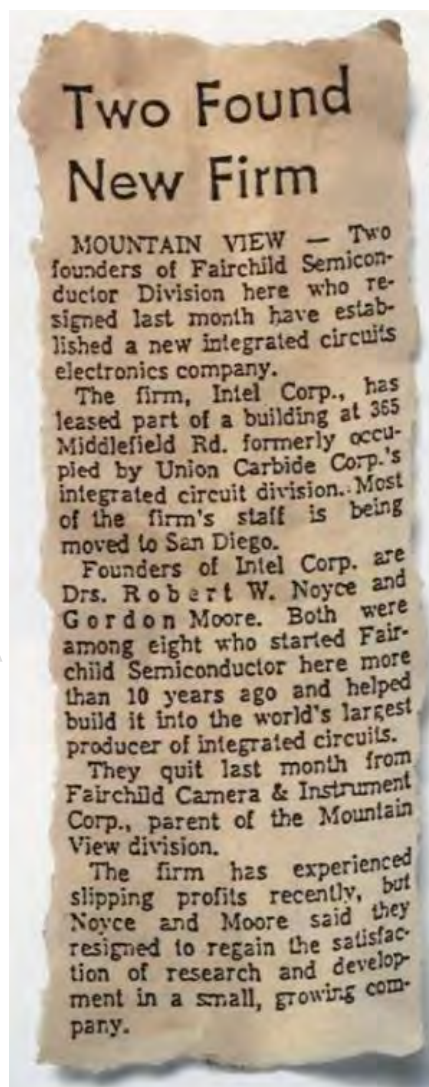 Two Found
New Firm
MOUNTAIN VIEW — Two
founders of Fairchild Semicon-
ductor Division here who re-
signed last month have estab-
lished a new integrated circuits
electronics company.
The firm, Intel Corp., has
leased part of a building at 365
Middlefield Rd. formerly occu-
pied by Union Carbide Corp.'s
integrated circuit division. Most
of the firm's staff is being
moved to San Diego.
Founders of Intel Corp. are
Drs. Robert W. Noyce and
Gordon Moore. Both were
among eight who started Fair-
child Semiconductor here more
than 10 years ago and helped
build it into the world's largest
producer of integrated circuits.
They quit last month from
Fairchild Camera & Instrument
Corp., parent of the Mountain
View division.
The firm has experienced
slipping profits recently, but
Noyce and Moore said they
resigned to regain the satisfac-
tion of research and develop-
ment in a small, growing com-
pany.